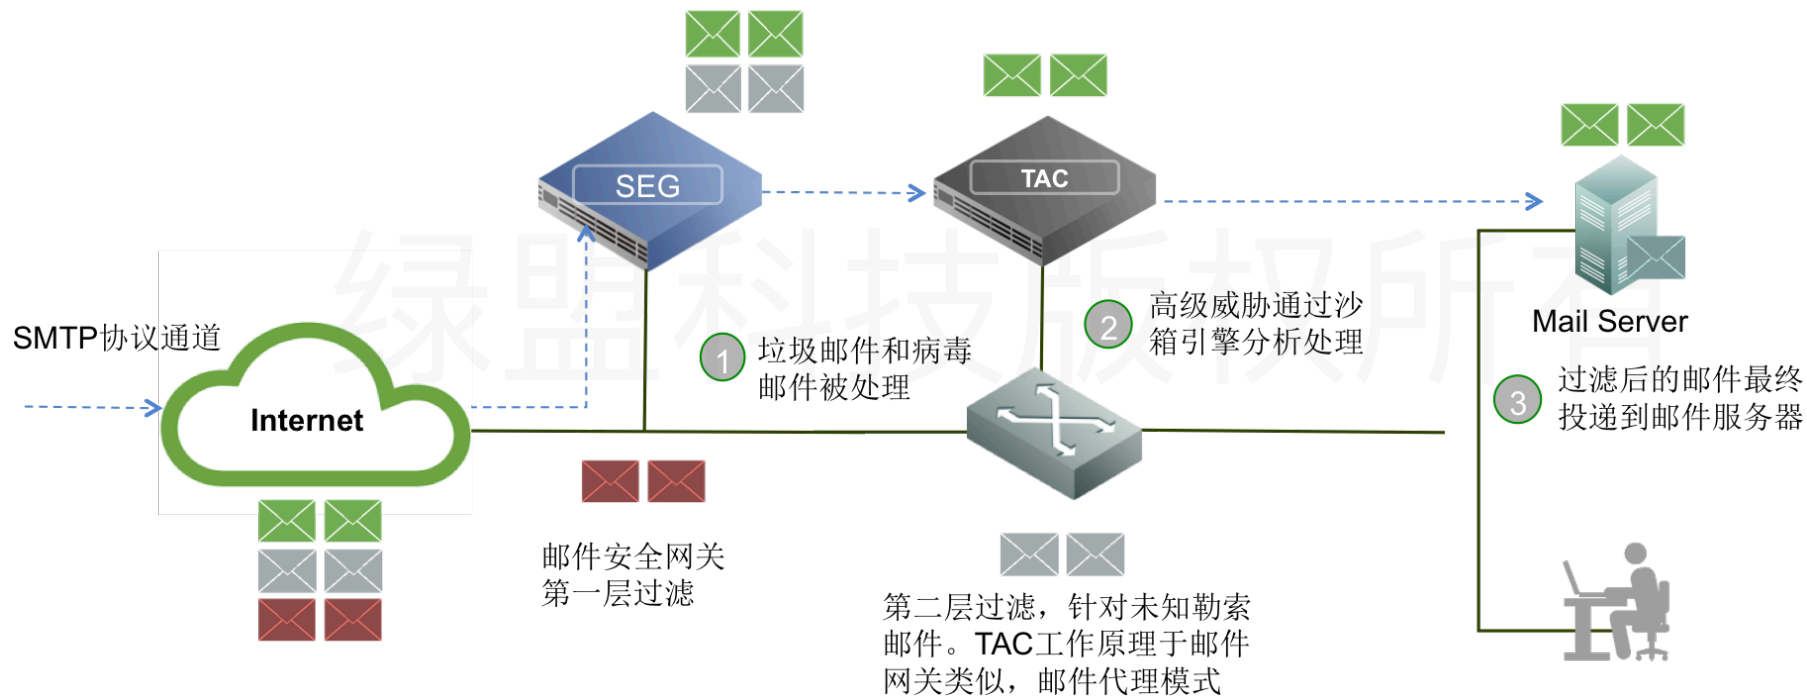 SEG
TAC
绿盟科技版权所有
SMTP协议通道
Internet
1
垃圾邮件和病毒
邮件被处理
2
高级威胁通过沙
箱引擎分析处理
Mail Server
3
过滤后的邮件最终
投递到邮件服务器
邮件安全网关
第一层过滤
第二层过滤，针对未知勒索
邮件。TAC工作原理于邮件
网关类似，邮件代理模式